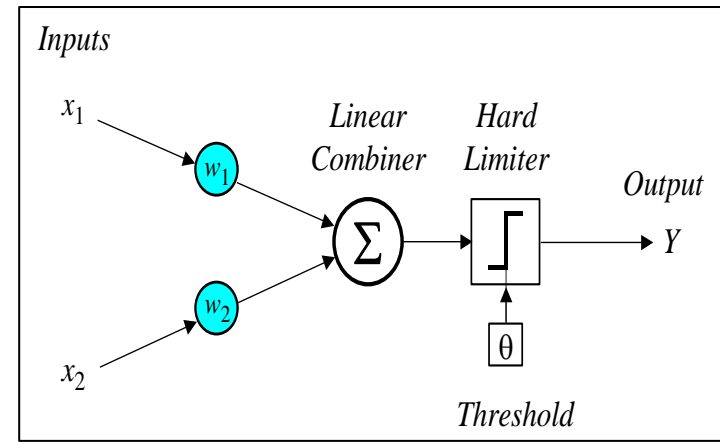 Inputs
x1
w1
Linear
Combiner
Hard
Limiter
Output
Σ
Y
w2
θ
x2
Threshold